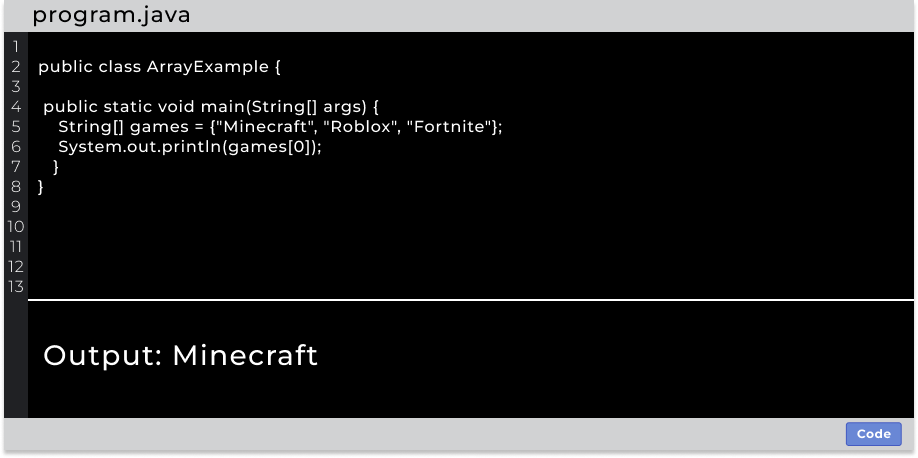 program.java
1
2 public class ArrayExample {
3
4 public static void main(String[] args) {
5 String[] games = {"Minecraft", "Roblox", "Fortnite"};
6 System.out.println(games[0]);
7 }
8 }
9
10
11
12
13
Output: Minecraft
Code